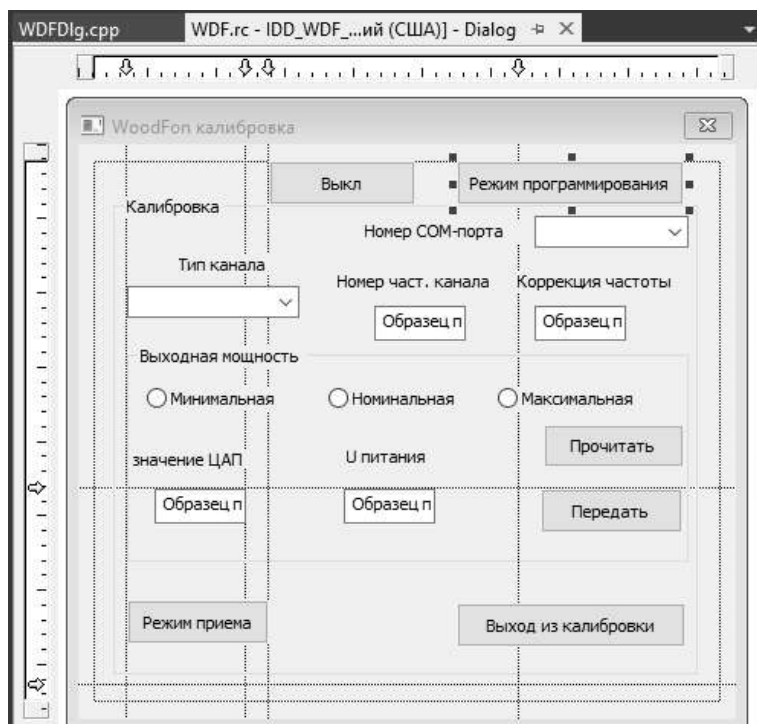 WDFDlg.cpp
WDF.rc - IDD_WDF_...ий (США)] - Dialog
WoodFon калибровка
Выкл
Режим программирования
Калибровка
Номер COM-порта
Тип канала
Номер част. канала
Коррекция частоты
Образец п
Образец п
Выходная мощность
Минимальная
Номинальная
Максимальная
Прочитать
значение ЦАП
U питания
Образец п
Образец п
Передать
Режим приема
Выход из калибровки